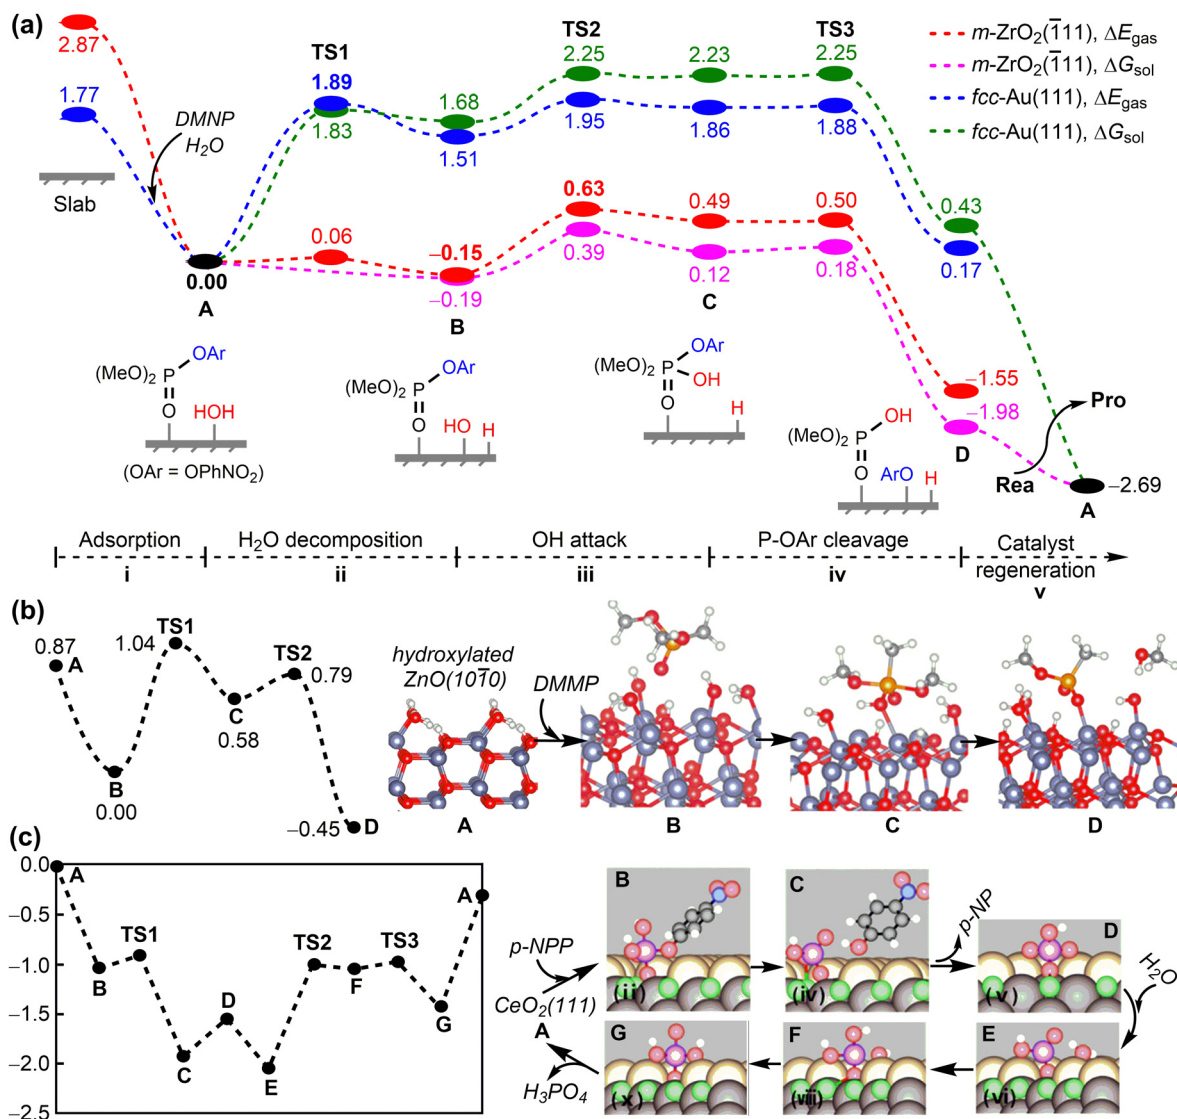 (a)
2.87
1.77
DMNP
H2O
Slab
0.00
A
TS1
1.89
1.83
0.06
1.68
1.51
−0.15
−0.19
B
TS2
2.25
1.95
0.63
0.39
2.23
1.86
0.49
0.12
C
TS3
2.25
1.88
0.50
0.18
m-ZrO2(1̅11), ΔEgas
m-ZrO2(1̅11), ΔGsol
fcc-Au(111), ΔEgas
fcc-Au(111), ΔGsol
0.43
0.17
−1.55
−1.98
D
Rea
Pro
A
−2.69
(MeO)2 P OAr
O HOH
(OAr = OPhNO2)
(MeO)2 P OAr
O HO H
(MeO)2 P OAr
OH
O H
(MeO)2 P OH
O ArO H
Adsorption
i
H2O decomposition
ii
OH attack
iii
P-OAr cleavage
iv
Catalyst
regeneration
v
(b)
0.87
A
B
0.00
1.04
TS1
C
0.58
TS2
0.79
−0.45
D
hydroxylated
ZnO(101̅0)
DMMP
A
B
C
D
(c)
0.0
−0.5
−1.0
−1.5
−2.0
−2.5
A
B
TS1
C
D
E
TS2
F
TS3
G
A
p-NPP
CeO2(111)
A
H3PO4
B
(ii)
C
(iv)
p-NP
D
(v)
H2O
G
(x)
F
(viii)
E
(vi)